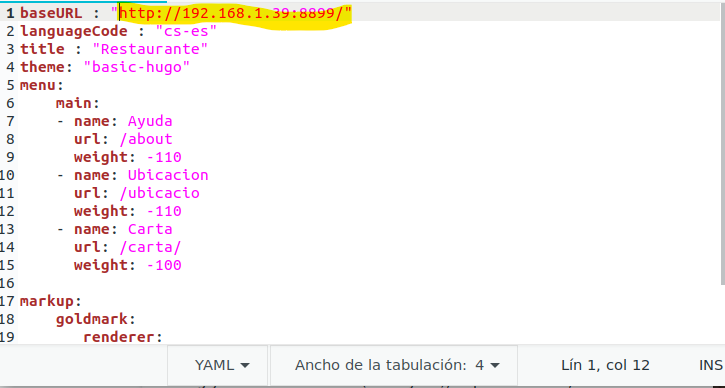 1 baseURL : "http://192.168.1.39:8899/"
2 languageCode : "cs-es"
3 title : "Restaurante"
4 theme: "basic-hugo"
5 menu:
6     main:
7     - name: Ayuda
8       url: /about
9       weight: -110
10     - name: Ubicacion
11       url: /ubicacio
12       weight: -110
13     - name: Carta
14       url: /carta/
15       weight: -100
16
17 markup:
18     goldmark:
19        renderer:
YAML Ancho de la tabulación: 4 Lín 1, col 12 INS